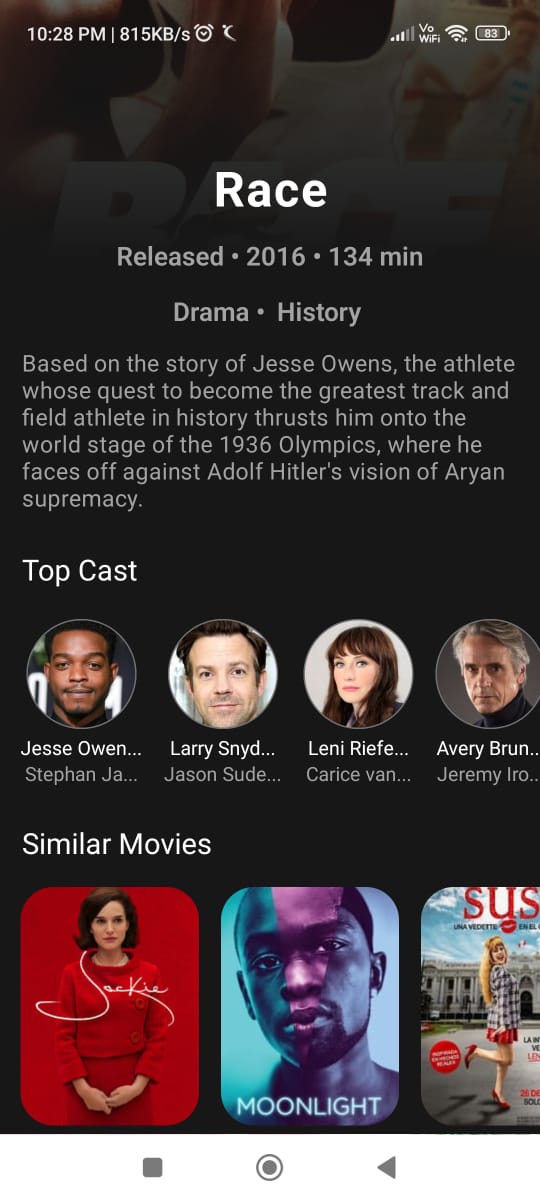 10:28 PM | 815KB/s
Vo
WiFi
83
RACE
Race
Released • 2016 • 134 min
Drama • History
Based on the story of Jesse Owens, the athlete
whose quest to become the greatest track and
field athlete in history thrusts him onto the
world stage of the 1936 Olympics, where he
faces off against Adolf Hitler's vision of Aryan
supremacy.
Top Cast
Jesse Owen... Larry Snyd... Leni Riefe... Avery Brun..
Stephan Ja... Jason Sude... Carice van... Jeremy Iro..
Similar Movies
Jackie
MOONLIGHT
SUS
UNA VEDETTE EN EL
INSPIRADA
EN HECHOS
REALES
LA IN
VE
LEN
26 DE
SOLO